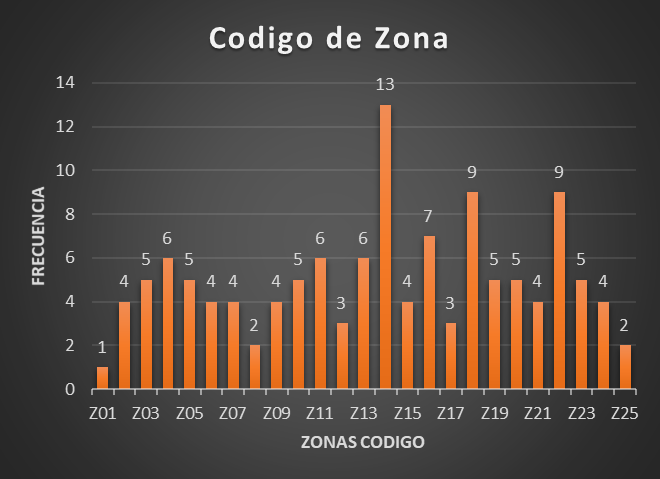 Codigo de Zona
FRECUENCIA
14
12
10
8
6
4
2
0
1 4 5 6 5 4 4 2 4 5 6 3 6 13 4 7 3 9 5 5 4 9 5 4 2
Z01 Z03 Z05 Z07 Z09 Z11 Z13 Z15 Z17 Z19 Z21 Z23 Z25
ZONAS CODIGO